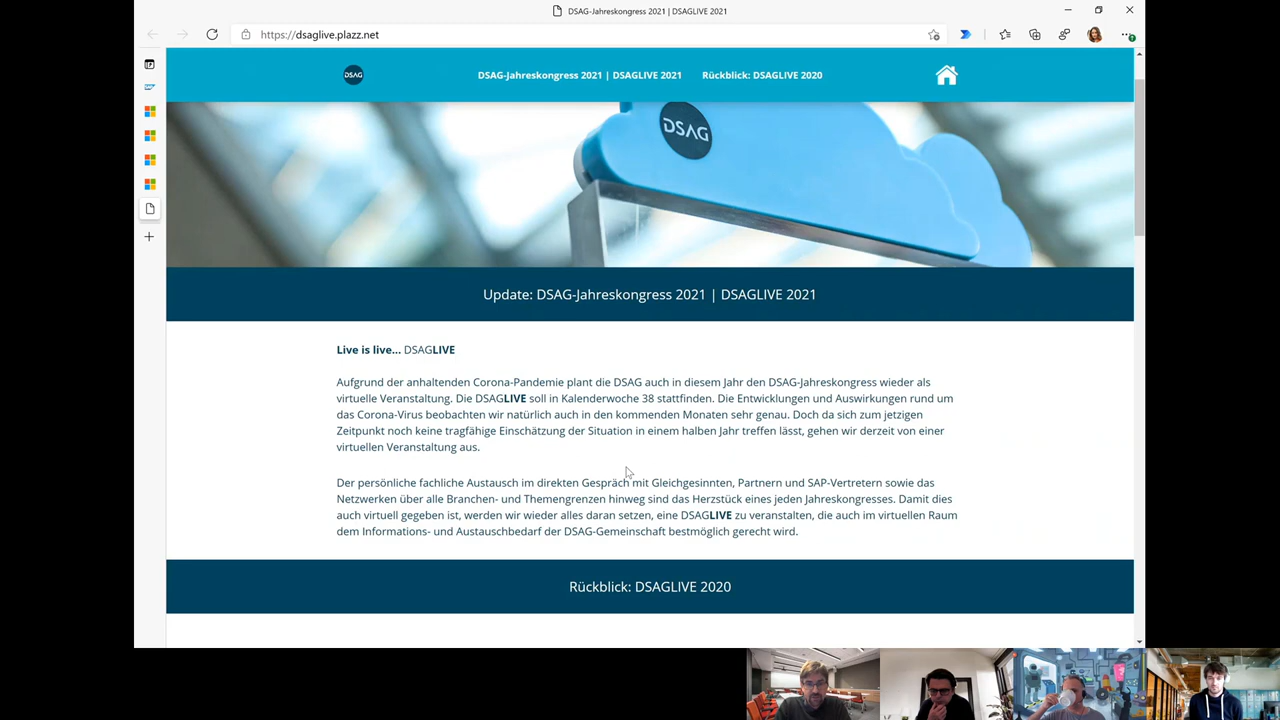 DSAG-Jahreskongress 2021 | DSAGLIVE 2021
https://dsaglive.plazz.net
DSAG
DSAG-Jahreskongress 2021 | DSAGLIVE 2021
Rückblick: DSAGLIVE 2020
DSAG
Update: DSAG-Jahreskongress 2021 | DSAGLIVE 2021
Live is live... DSAGLIVE
Aufgrund der anhaltenden Corona-Pandemie plant die DSAG auch in diesem Jahr den DSAG-Jahreskongress wieder als
virtuelle Veranstaltung. Die DSAGLIVE soll in Kalenderwoche 38 stattfinden. Die Entwicklungen und Auswirkungen rund um
das Corona-Virus beobachten wir natürlich auch in den kommenden Monaten sehr genau. Doch da sich zum jetzigen
Zeitpunkt noch keine tragfähige Einschätzung der Situation in einem halben Jahr treffen lässt, gehen wir derzeit von einer
virtuellen Veranstaltung aus.
Der persönliche fachliche Austausch im direkten Gespräch mit Gleichgesinnten, Partnern und SAP-Vertretern sowie das
Netzwerken über alle Branchen- und Themengrenzen hinweg sind das Herzstück eines jeden Jahreskongresses. Damit dies
auch virtuell gegeben ist, werden wir wieder alles daran setzen, eine DSAGLIVE zu veranstalten, die auch im virtuellen Raum
dem Informations- und Austauschbedarf der DSAG-Gemeinschaft bestmöglich gerecht wird.
Rückblick: DSAGLIVE 2020